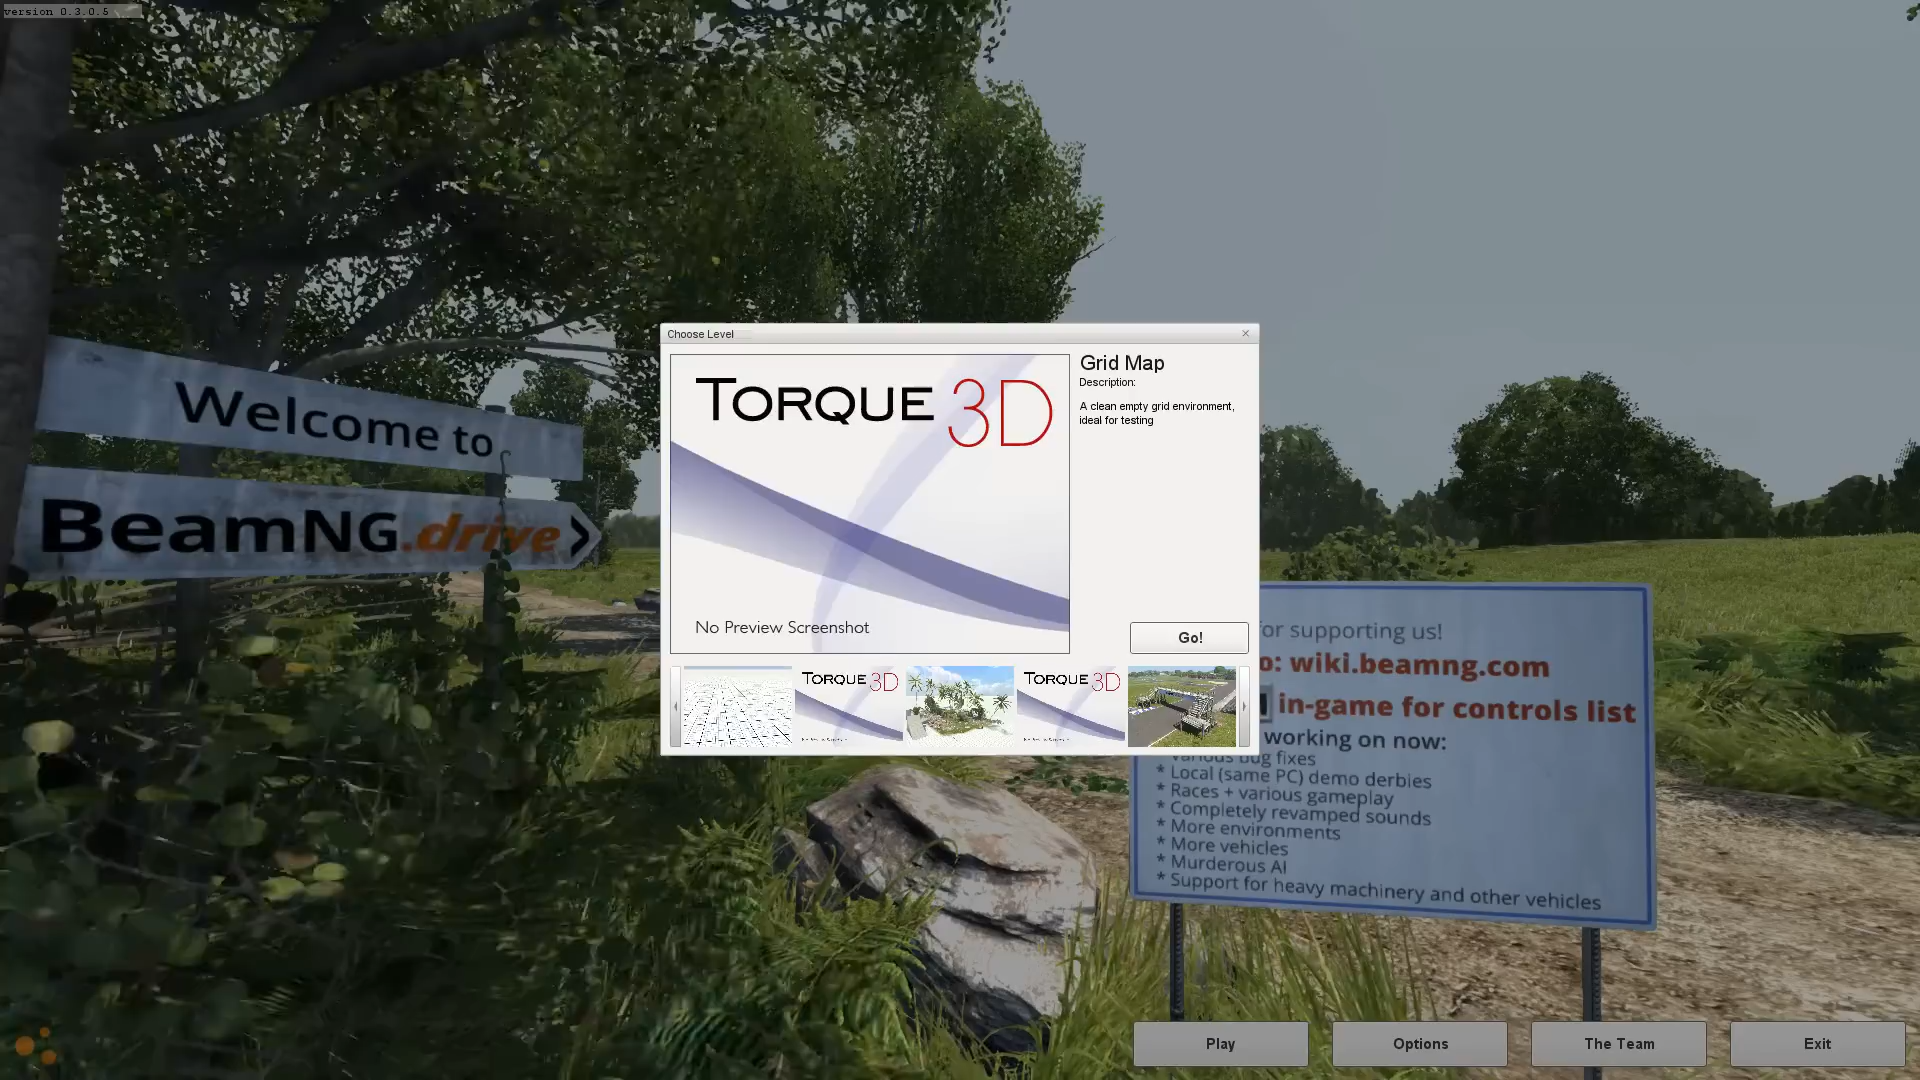 version 0.3.0.5
Choose Level
TORQUE 3D
No Preview Screenshot
Grid Map
Description:
A clean empty grid environment,
ideal for testing
Go!
TORQUE 3D
TORQUE 3D
Welcome to
BeamNG.drive
for supporting us!
o: wiki.beamng.com
in-game for controls list
working on now:
various bug fixes
* Local (same PC) demo derbies
* Races + various gameplay
* Completely revamped sounds
* More environments
* More vehicles
* Murderous AI
* Support for heavy machinery and other vehicles
Play
Options
The Team
Exit